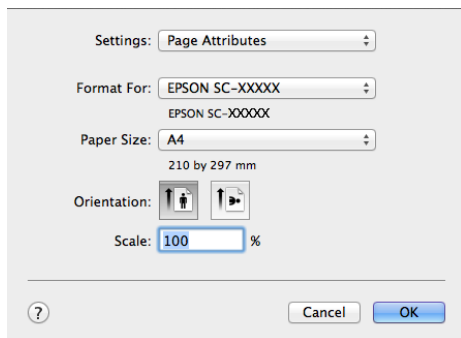 Settings: Page Attributes
Format For: EPSON SC-XXXXX
EPSON SC-XXXXX
Paper Size: A4
210 by 297 mm
Orientation:
Scale: 100 %
? Cancel OK